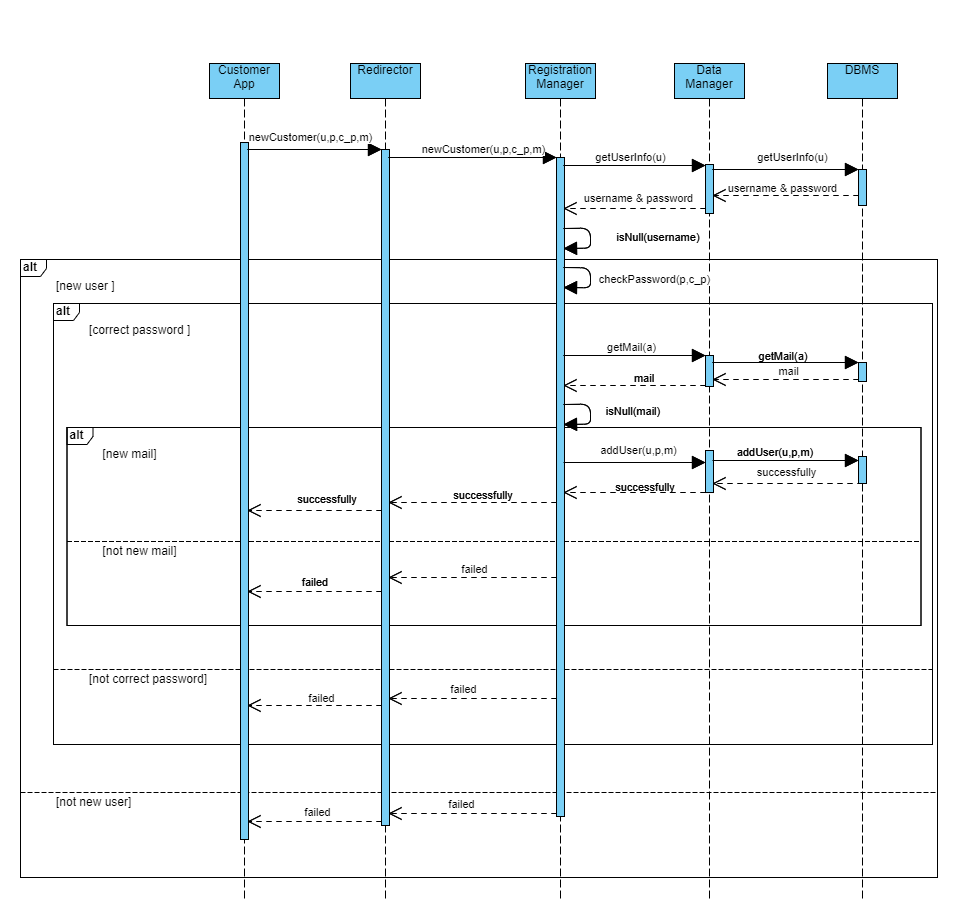 Customer
App
Redirector
Registration
Manager
Data
Manager
DBMS
newCustomer(u,p,c_p,m)
newCustomer(u,p,c_p,m)
getUserInfo(u)
getUserInfo(u)
username & password
username & password
isNull(username)
alt
[new user ]
checkPassword(p,c_p)
alt
[correct password ]
getMail(a)
getMail(a)
mail
mail
isNull(mail)
alt
[new mail]
addUser(u,p,m)
addUser(u,p,m)
successfully
successfully
successfully
successfully
[not new mail]
failed
failed
[not correct password]
failed
failed
[not new user]
failed
failed